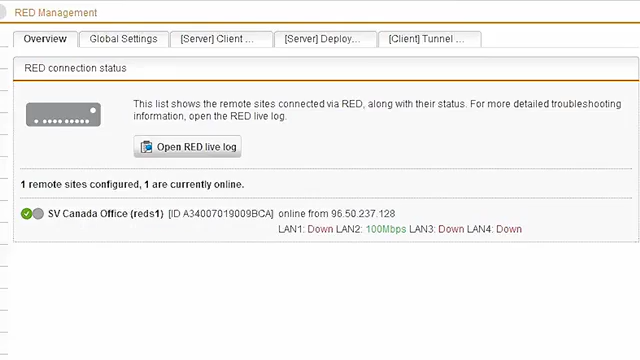 RED Management
Overview
Global Settings
[Server] Client ...
[Server] Deploy...
[Client] Tunnel ...
RED connection status
This list shows the remote sites connected via RED, along with their status. For more detailed troubleshooting
information, open the RED live log.
Open RED live log
1 remote sites configured, 1 are currently online.
SV Canada Office (reds1) [ID A34007019009BCA] online from 96.50.237.128
LAN1: Down LAN2: 100Mbps LAN3: Down LAN4: Down